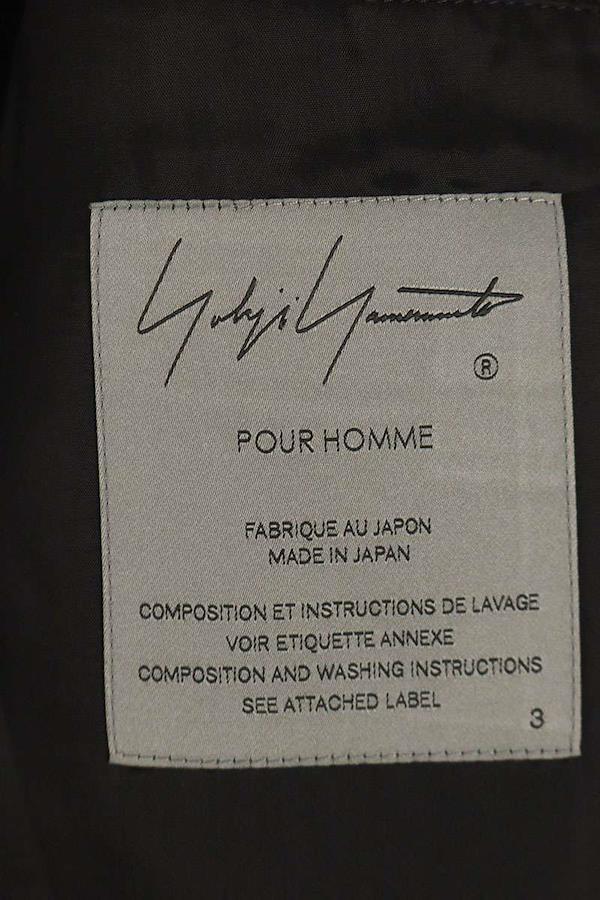 Yohji Yamamoto
®
POUR HOMME
FABRIQUE AU JAPON
MADE IN JAPAN
COMPOSITION ET INSTRUCTIONS DE LAVAGE
VOIR ETIQUETTE ANNEXE
COMPOSITION AND WASHING INSTRUCTIONS
SEE ATTACHED LABEL
3